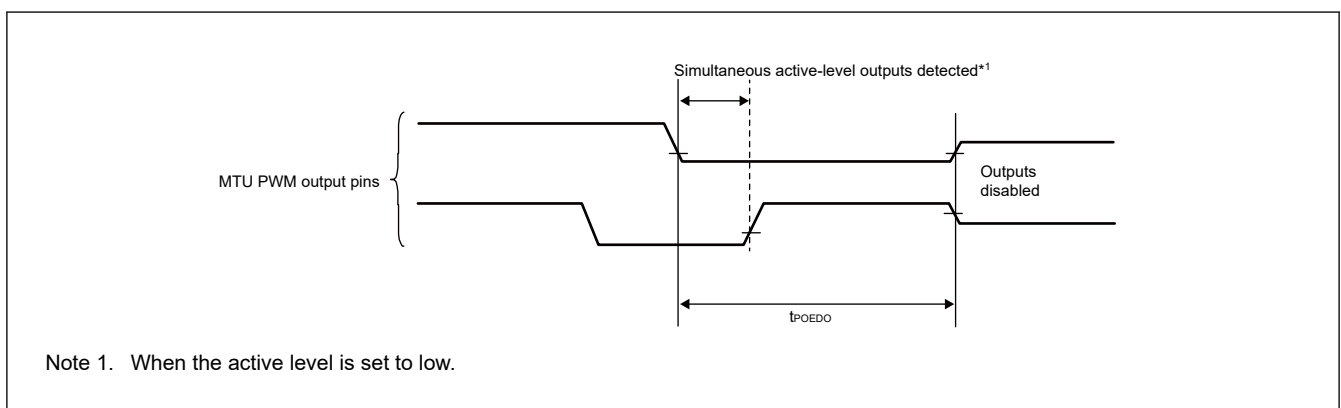 Simultaneous active-level outputs detected*1
MTU PWM output pins
Outputs
disabled
tPOEDO
Note 1. When the active level is set to low.